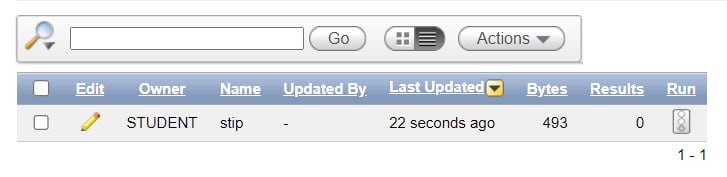 Go Actions
Edit Owner Name Updated By Last Updated Bytes Results Run
STUDENT stip - 22 seconds ago 493 0
1 - 1